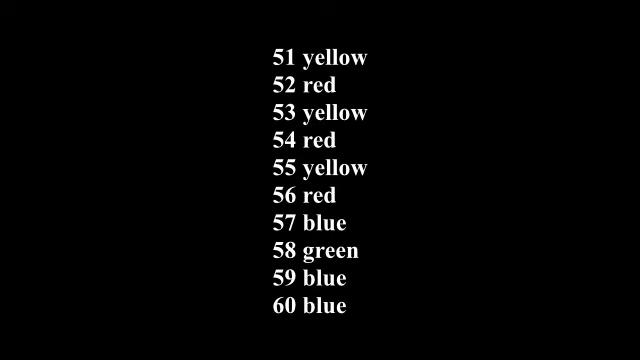 51 yellow
52 red
53 yellow
54 red
55 yellow
56 red
57 blue
58 green
59 blue
60 blue